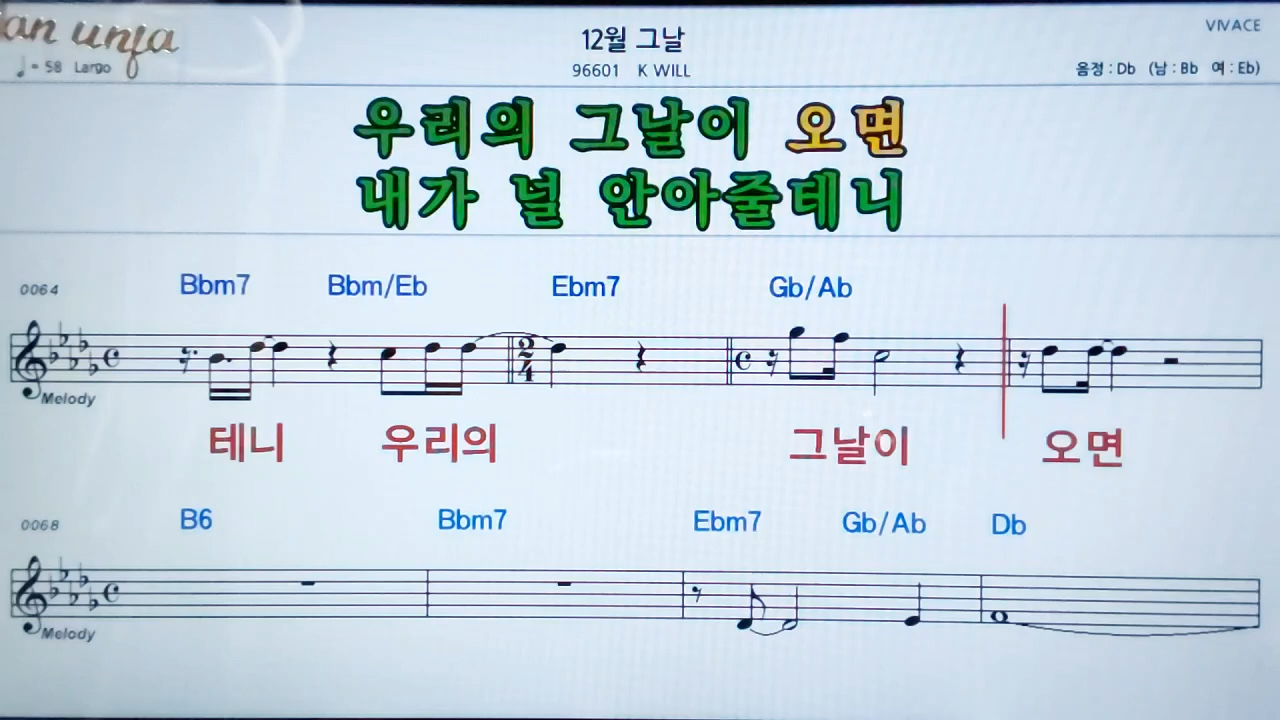 12월 그날
VIVACE
♩= 58 Largo
96601 K WILL
음정 : Db (남 : Bb 여 : Eb)
우리의 그날이 오면
내가 널 안아줄테니
0064 Bbm7 Bbm/Eb Ebm7 Gb/Ab
2
4
Melody
테니 우리의 그날이 오면
0068 B6 Bbm7 Ebm7 Gb/Ab Db
Melody